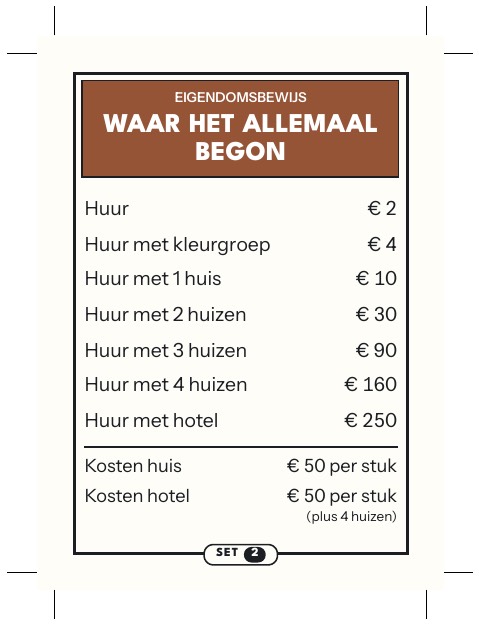 EIGENDOMSBEWIJS
WAAR HET ALLEMAAL
BEGON
Huur € 2
Huur met kleurgroep € 4
Huur met 1 huis € 10
Huur met 2 huizen € 30
Huur met 3 huizen € 90
Huur met 4 huizen € 160
Huur met hotel € 250
Kosten huis € 50 per stuk
Kosten hotel € 50 per stuk
(plus 4 huizen)
SET 2